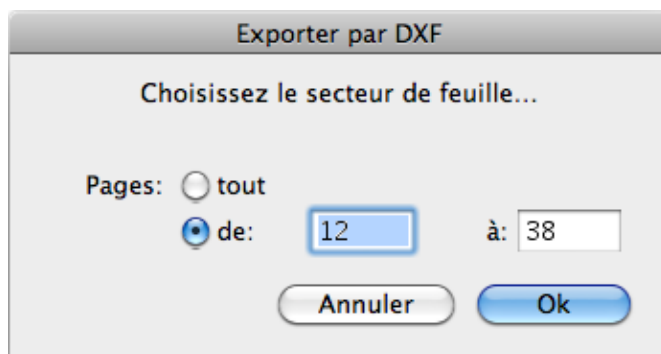 Exporter par DXF
Choisissez le secteur de feuille...
Pages: tout
de: 12 à: 38
Annuler Ok